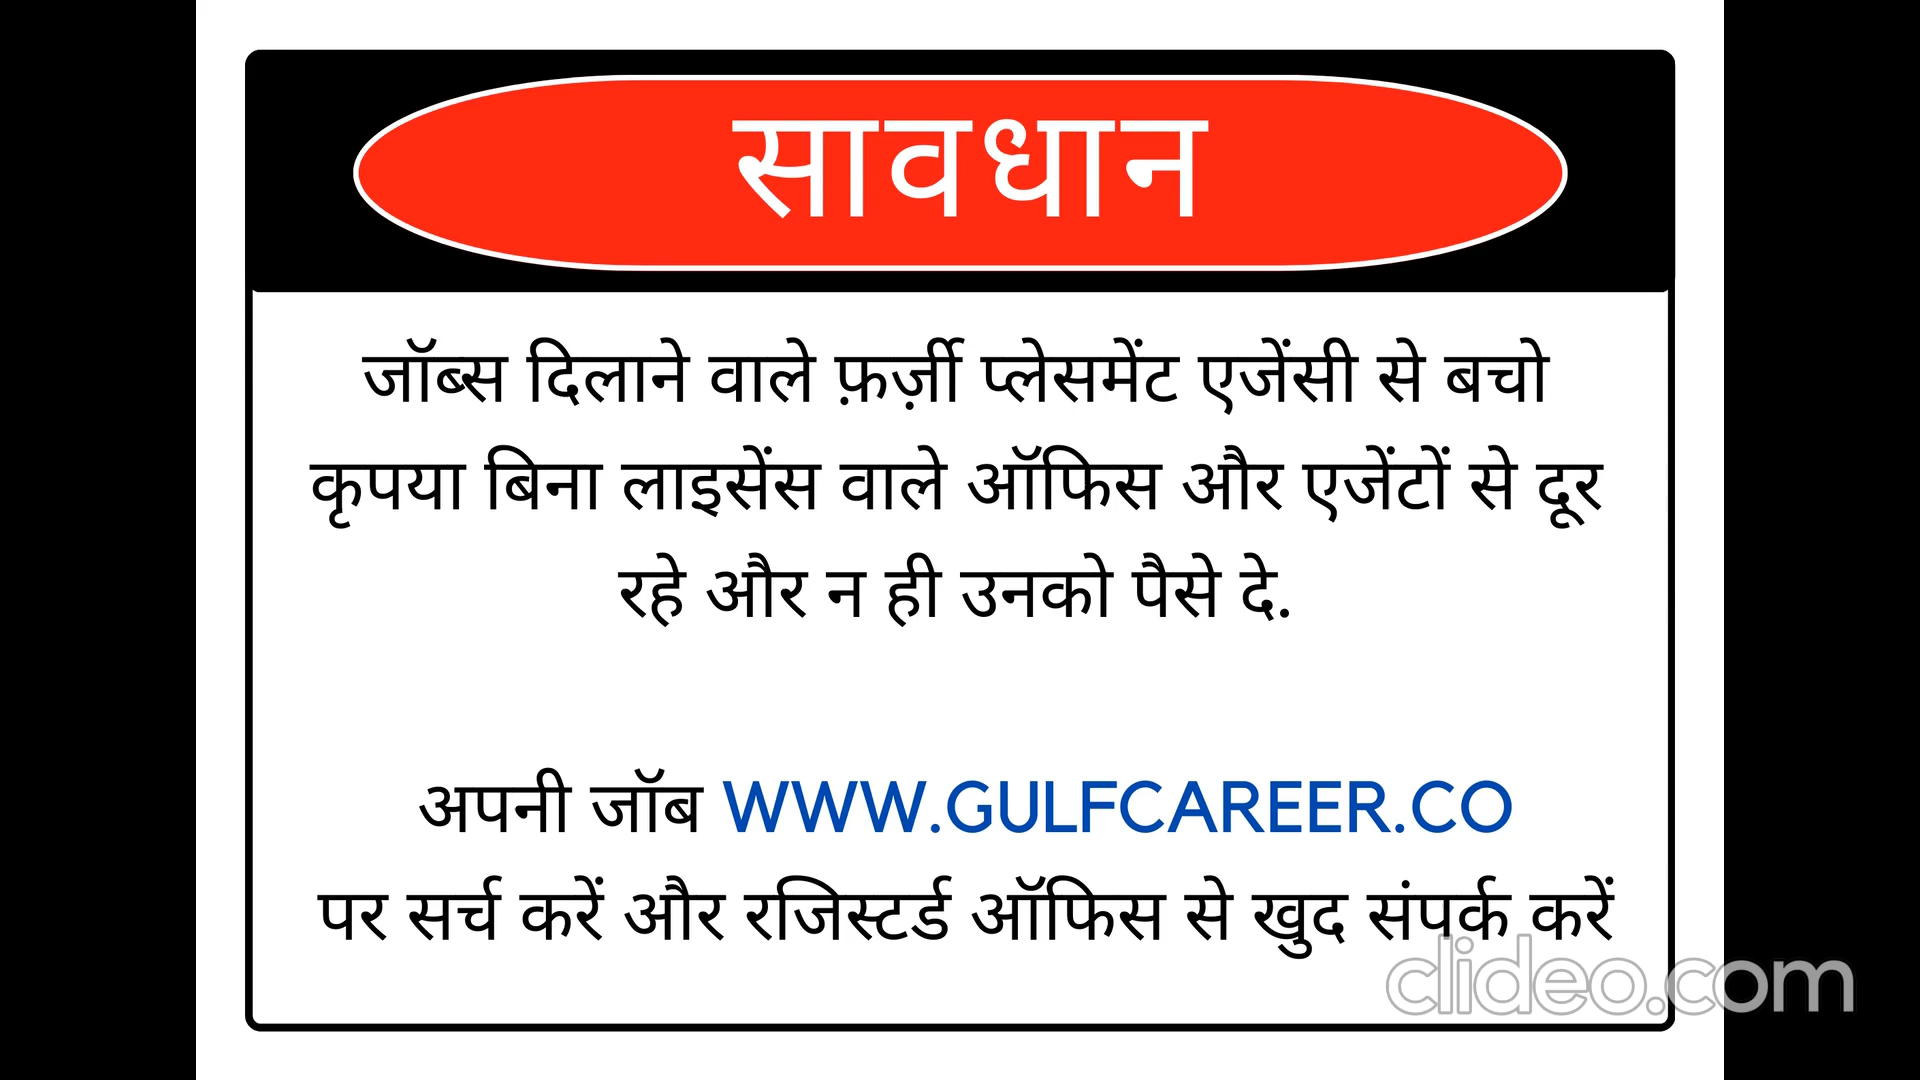 सावधान
जॉब्स दिलाने वाले फ़र्ज़ी प्लेसमेंट एजेंसी से बचो
कृपया बिना लाइसेंस वाले ऑफिस और एजेंटों से दूर
रहे और न ही उनको पैसे दे.
अपनी जॉब WWW.GULFCAREER.CO
पर सर्च करें और रजिस्टर्ड ऑफिस से खुद संपर्क करें
clideo.com